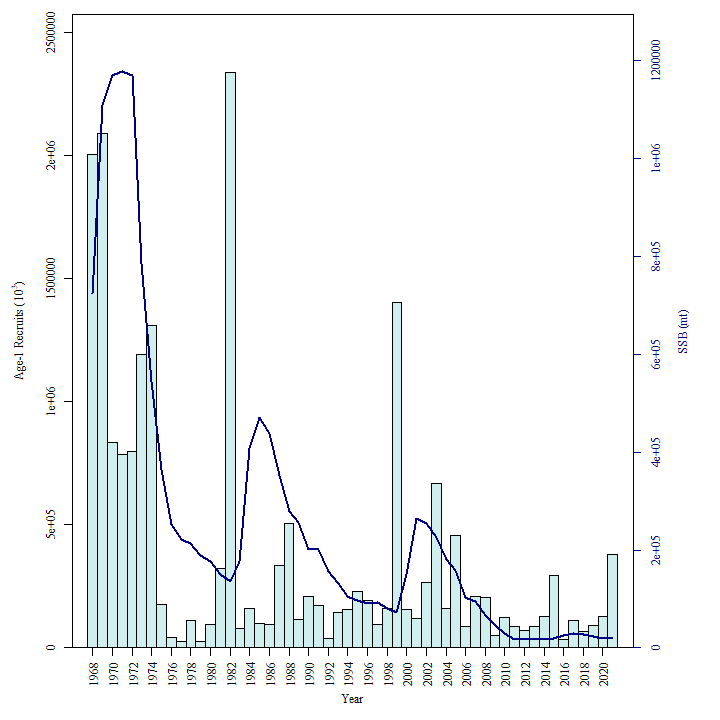 2500000
2e+06
1500000
1e+06
5e+05
0
Age-1 Recruits (10^3)
1200000
1e+06
8e+05
6e+05
4e+05
2e+05
0
SSB (mt)
1968 1970 1972 1974 1976 1978 1980 1982 1984 1986 1988 1990 1992 1994 1996 1998 2000 2002 2004 2006 2008 2010 2012 2014 2016 2018 2020
Year